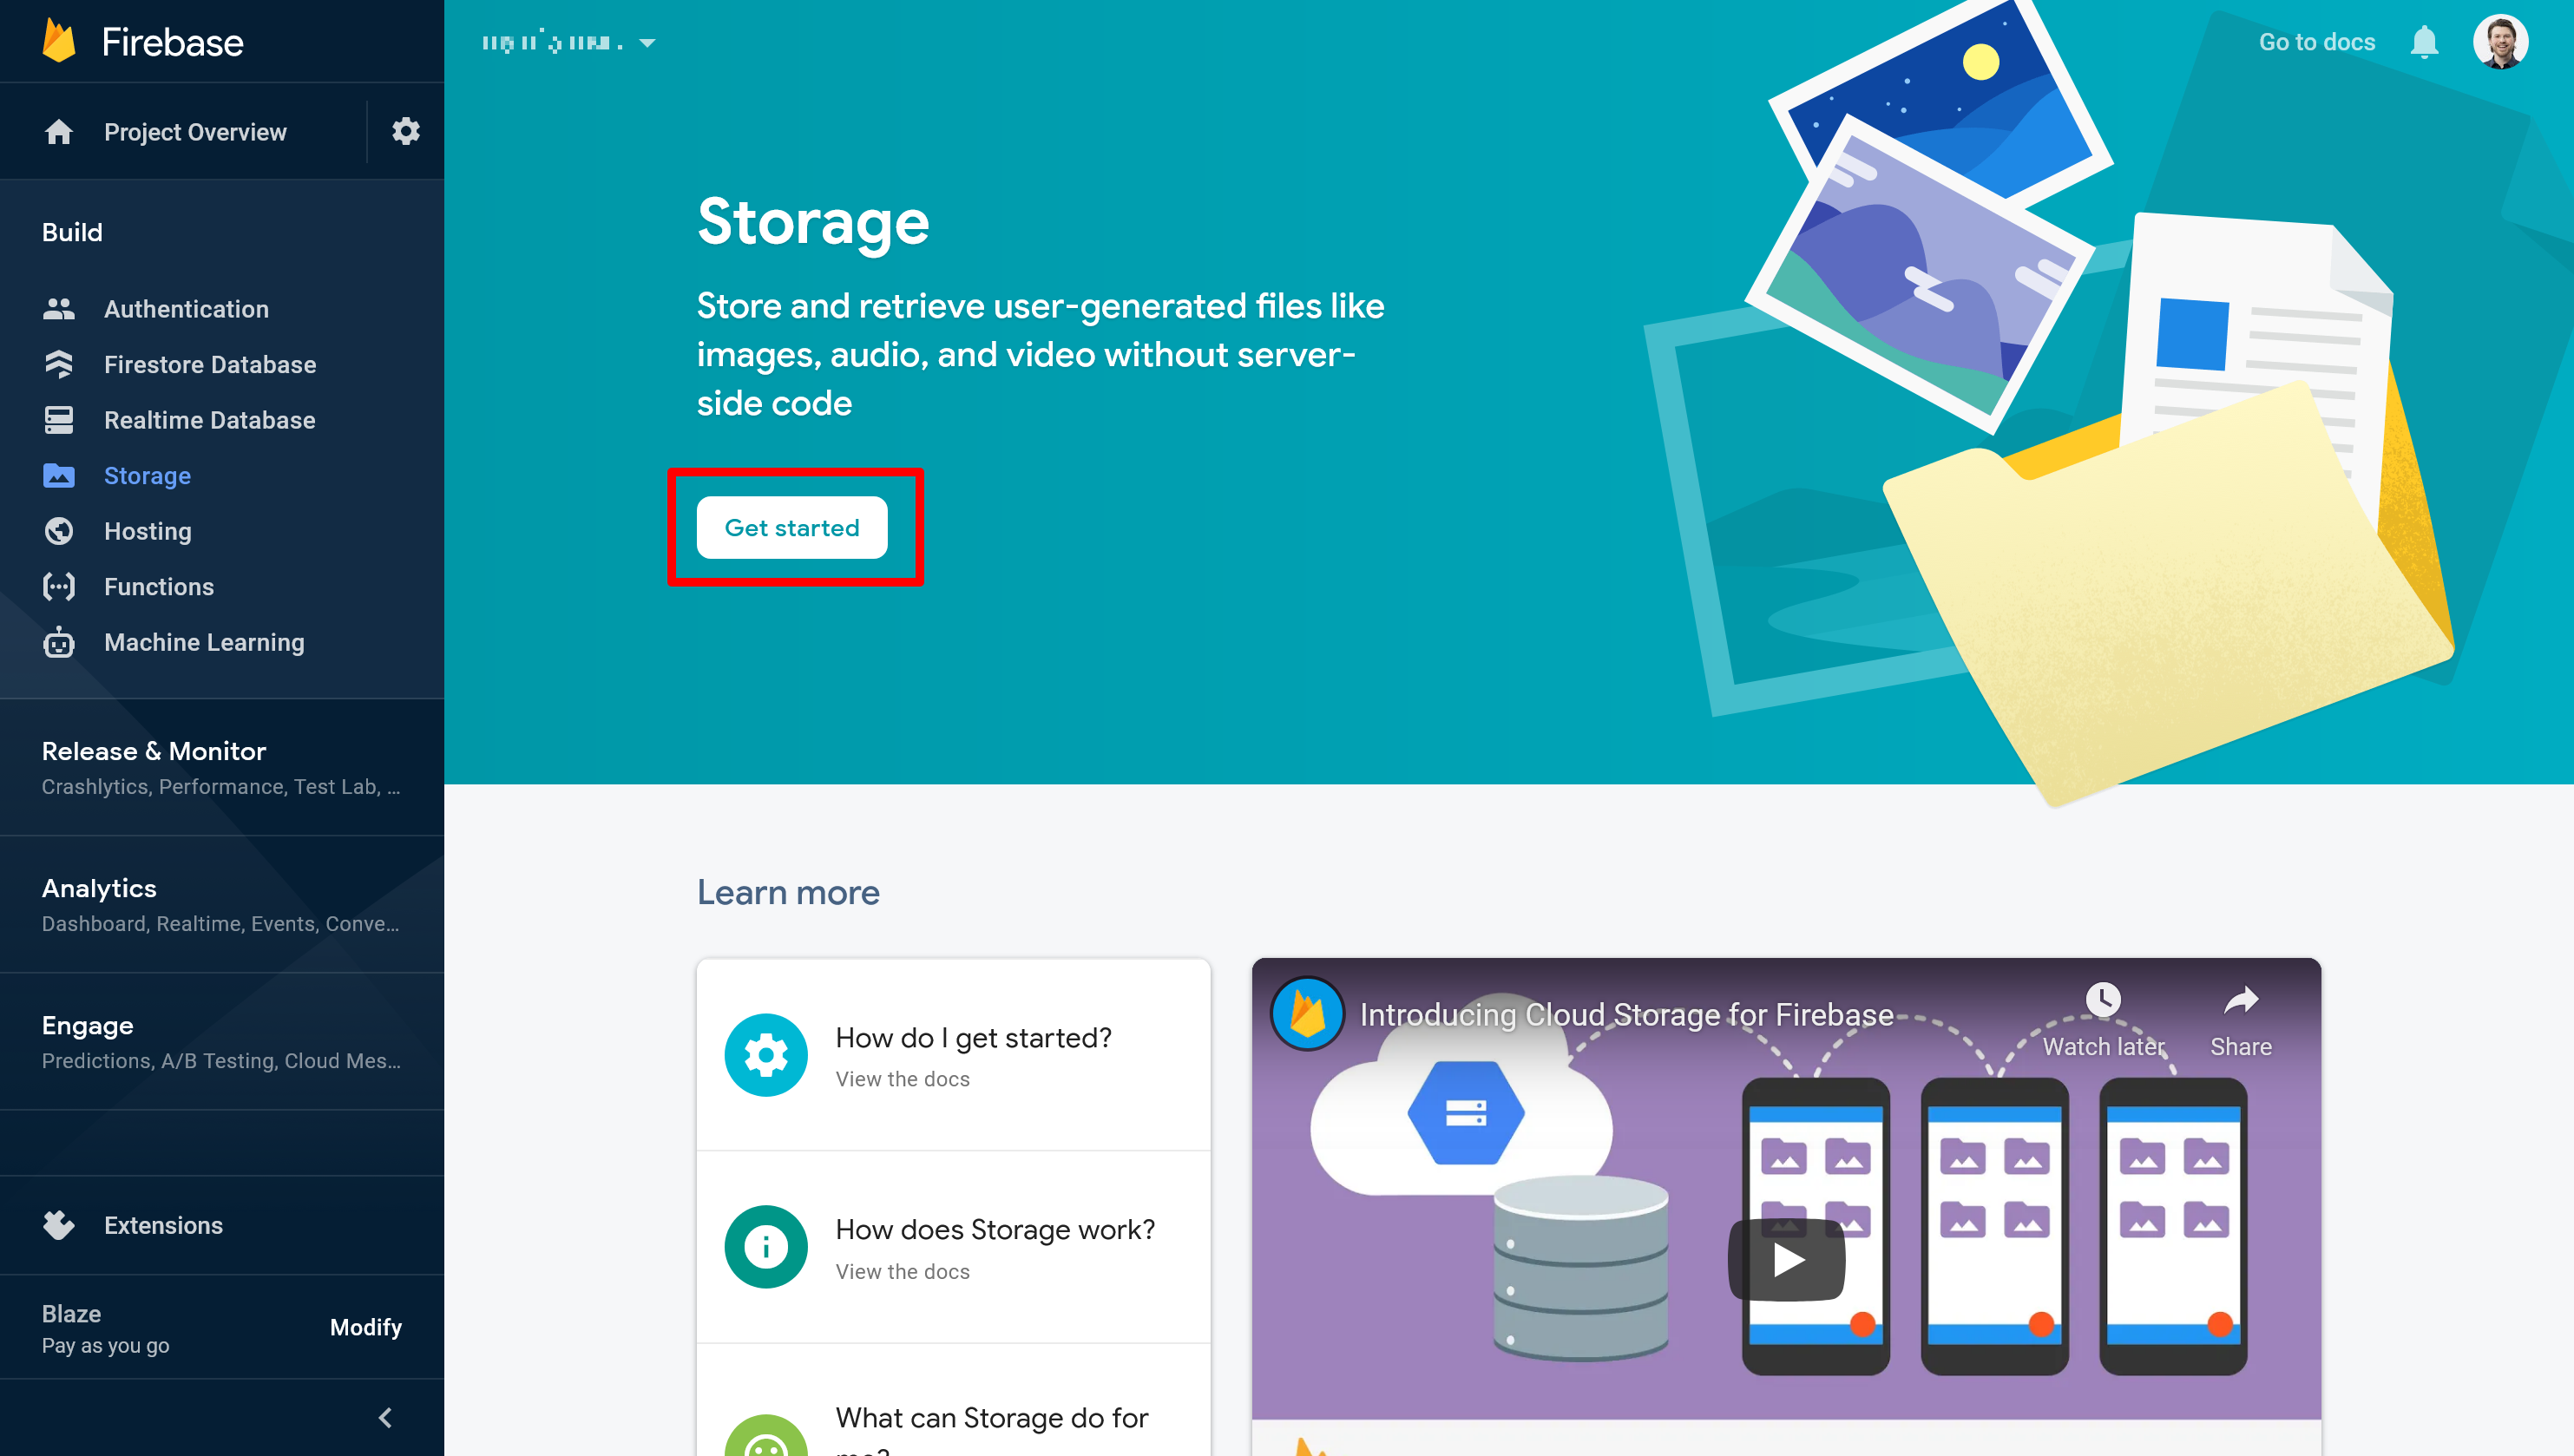 Firebase
Go to docs
Project Overview
Build
Authentication
Firestore Database
Realtime Database
Storage
Hosting
Functions
Machine Learning
Release & Monitor
Crashlytics, Performance, Test Lab, ...
Analytics
Dashboard, Realtime, Events, Conve...
Engage
Predictions, A/B Testing, Cloud Mes...
Extensions
Blaze
Pay as you go
Modify
Storage
Store and retrieve user-generated files like
images, audio, and video without server-
side code
Get started
Learn more
How do I get started?
View the docs
How does Storage work?
View the docs
What can Storage do for
me?
Introducing Cloud Storage for Firebase
Watch later
Share